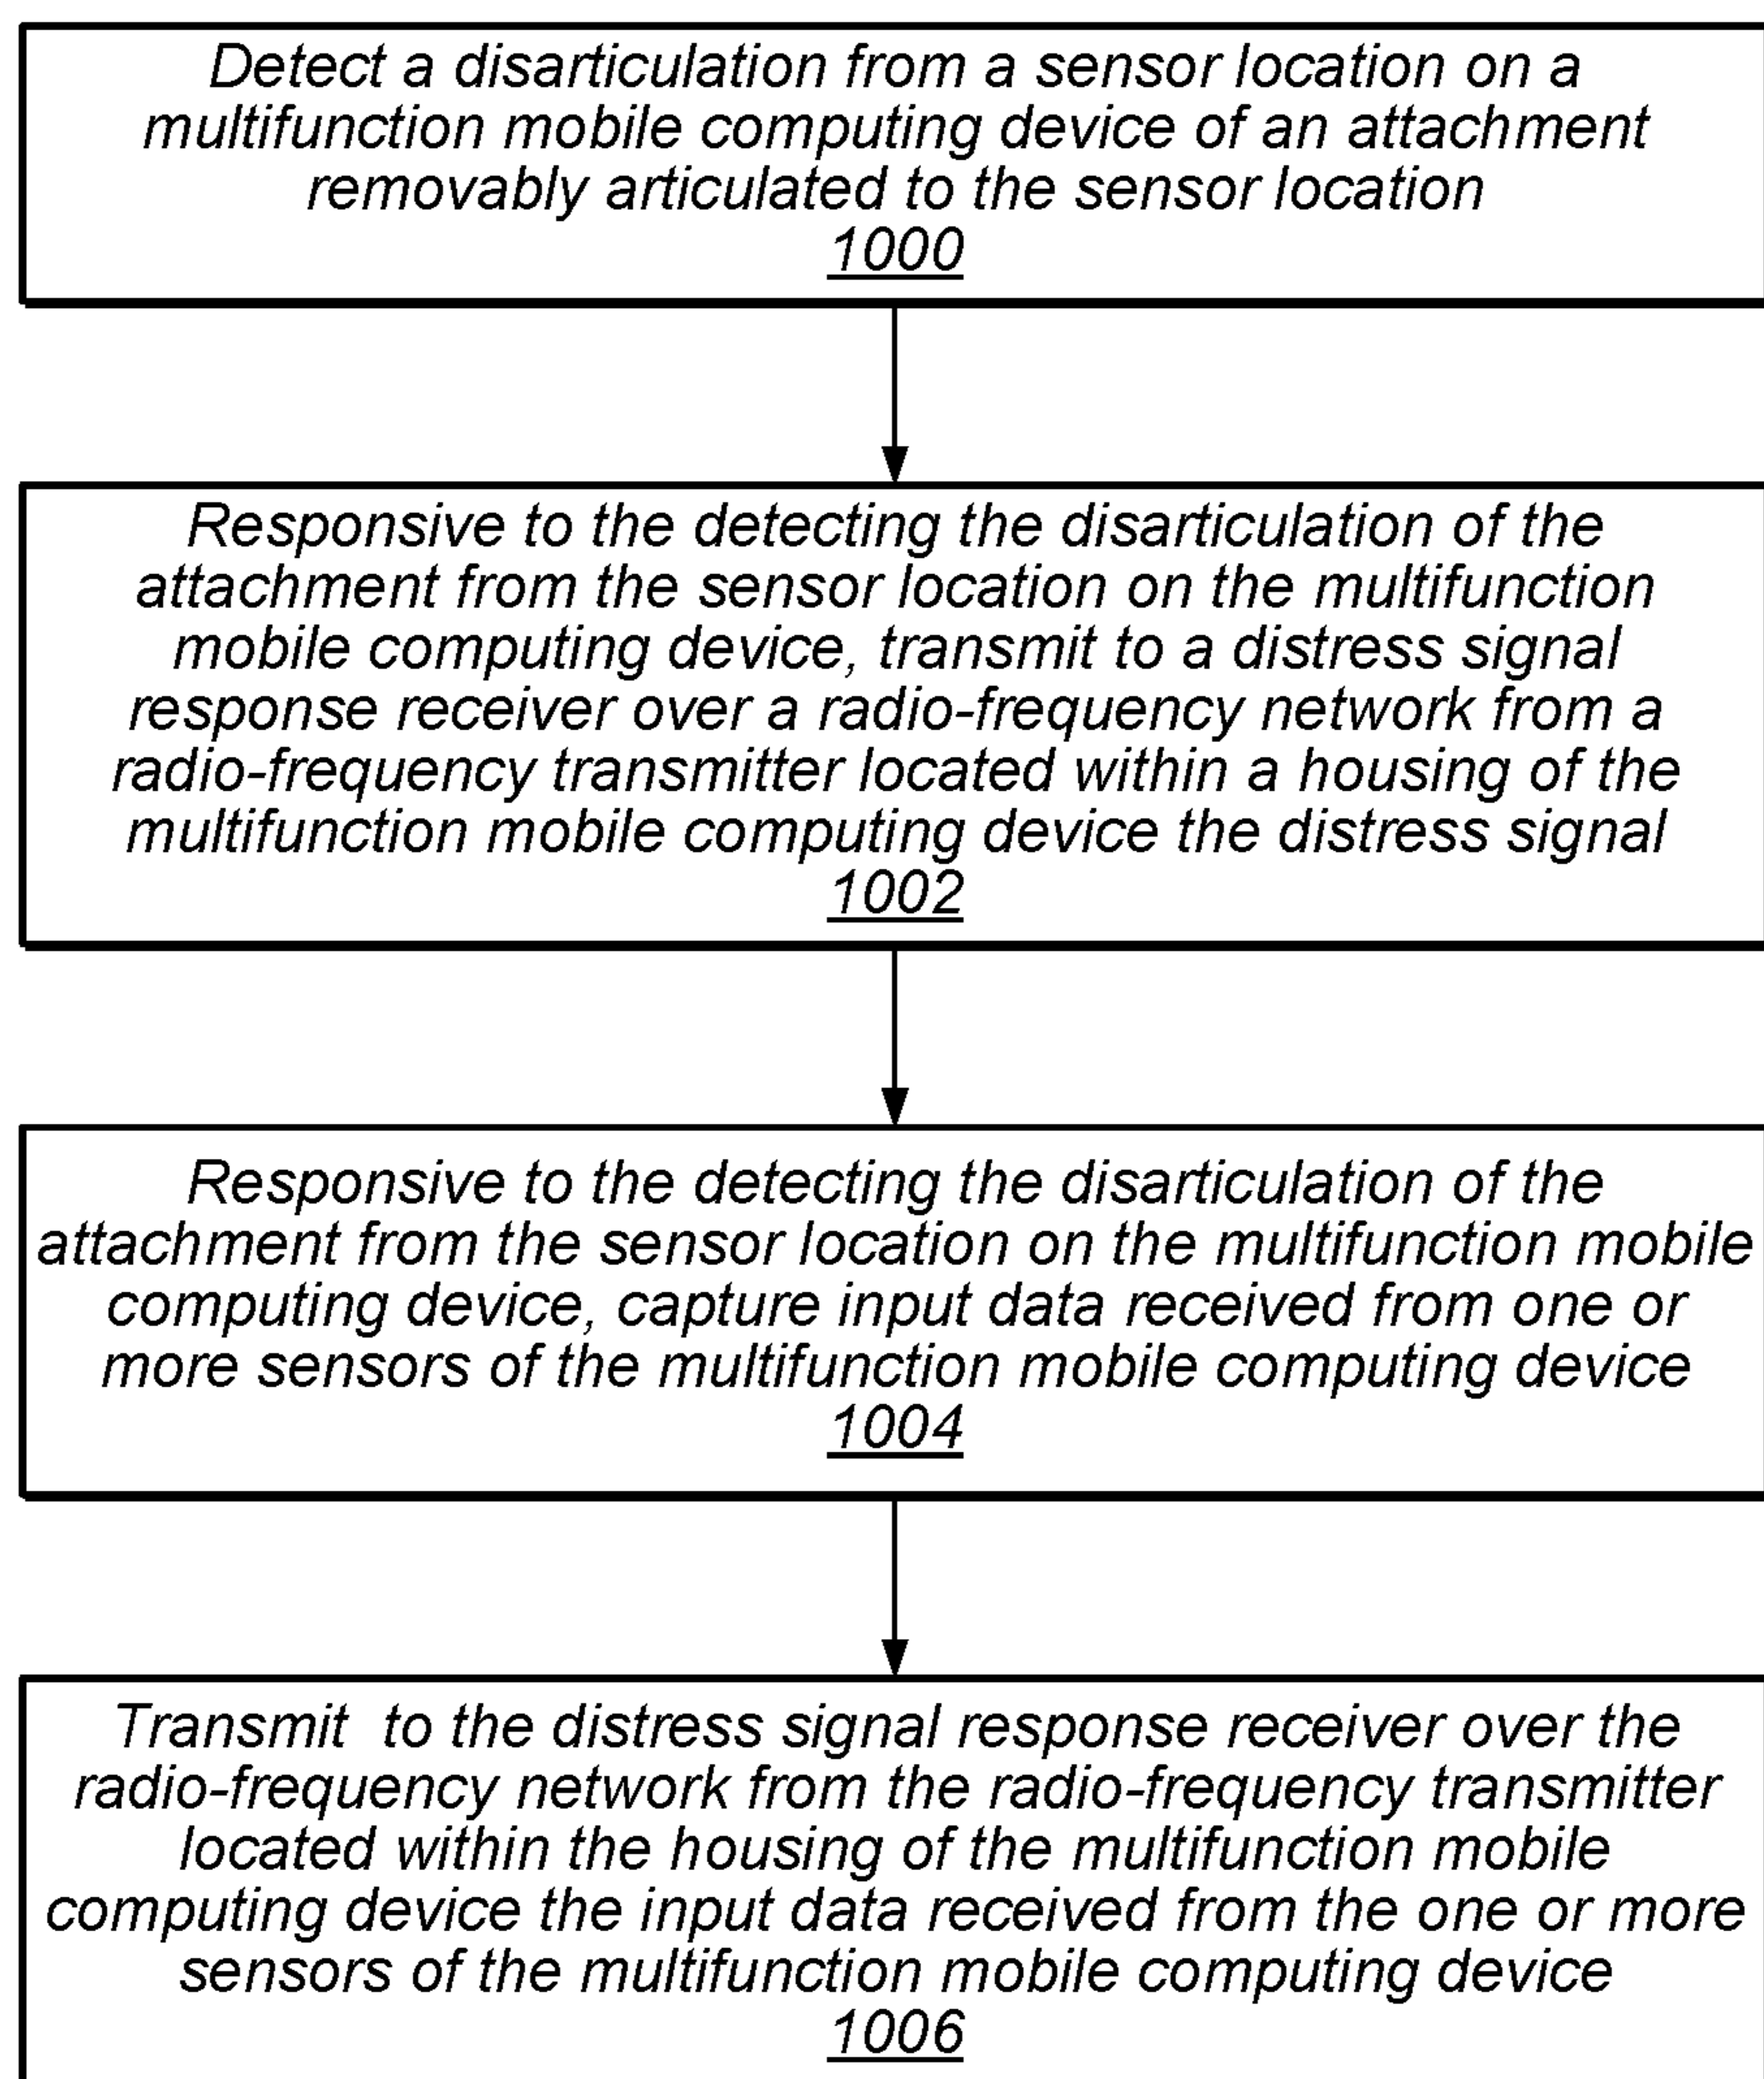 Detect a disarticulation from a sensor location on a
multifunction mobile computing device of an attachment
removably articulated to the sensor location
1000
Responsive to the detecting the disarticulation of the
attachment from the sensor location on the multifunction
mobile computing device, transmit to a distress signal
response receiver over a radio-frequency network from a
radio-frequency transmitter located within a housing of the
multifunction mobile computing device the distress signal
1002
Responsive to the detecting the disarticulation of the
attachment from the sensor location on the multifunction mobile
computing device, capture input data received from one or
more sensors of the multifunction mobile computing device
1004
Transmit to the distress signal response receiver over the
radio-frequency network from the radio-frequency transmitter
located within the housing of the multifunction mobile
computing device the input data received from the one or more
sensors of the multifunction mobile computing device
1006